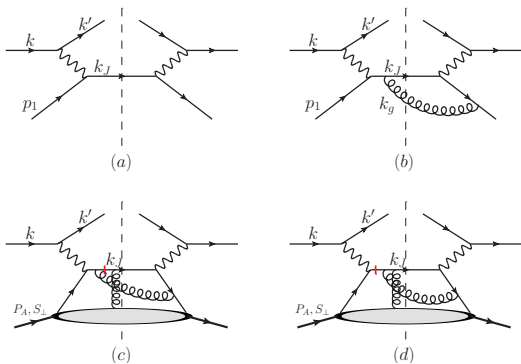 k k′ k_J p_1
(a)
k k′ k_J p_1 k_g
(b)
k k′ k_J P_A, S_⊥
(c)
k k′ k_J P_A, S_⊥
(d)